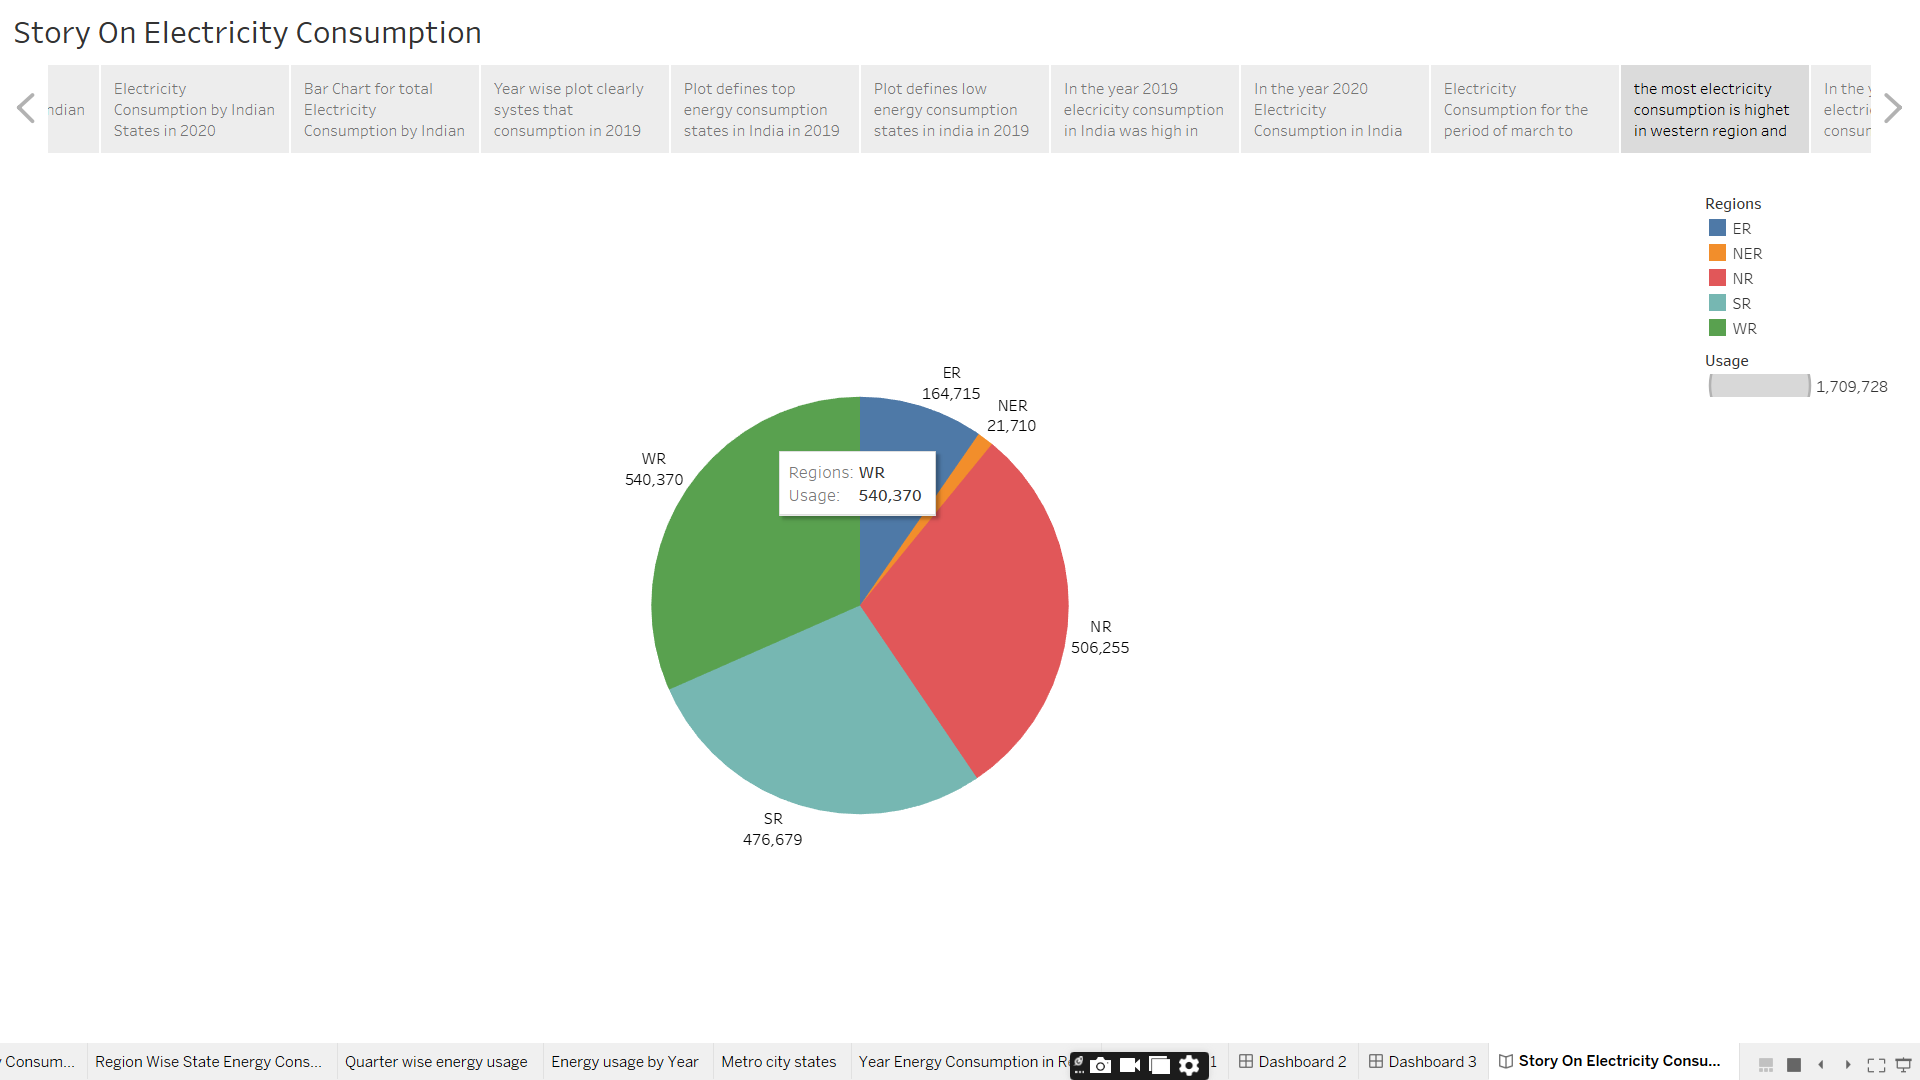 Story On Electricity Consumption
ndian
Electricity
Consumption by Indian
States in 2020
Bar Chart for total
Electricity
Consumption by Indian
Year wise plot clearly
systes that
consumption in 2019
Plot defines top
energy consumption
states in India in 2019
Plot defines low
energy consumption
states in india in 2019
In the year 2019
elecricity consumption
in India was high in
In the year 2020
Electricity
Consumption in India
Electricity
Consumption for the
period of march to
the most electricity
consumption is highet
in western region and
In the y
electri
consur
Regions
ER
NER
NR
SR
WR
Usage
1,709,728
ER
164,715
NER
21,710
WR
540,370
Regions: WR
Usage: 540,370
NR
506,255
SR
476,679
Consum...
Region Wise State Energy Cons...
Quarter wise energy usage
Energy usage by Year
Metro city states
Year Energy Consumption in R
1
Dashboard 2
Dashboard 3
Story On Electricity Consu...